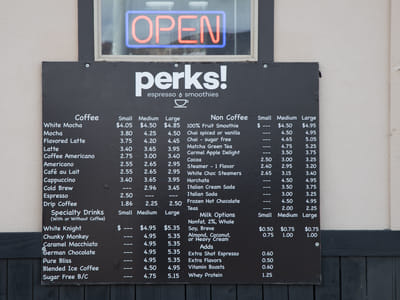 OPEN
perks!
espresso & smoothies
Coffee Small Medium Large
White Mocha $4.05 $4.50 $4.85
Mocha 3.80 4.25 4.50
Flavored Latte 3.75 4.20 4.45
Latte 3.40 3.65 3.95
Coffee Americano 2.75 3.00 3.40
Americano 2.55 2.65 2.95
Café au Lait 2.55 2.65 2.95
Cappuccino 3.40 3.65 3.95
Cold Brew --- 2.96 3.45
Espresso 2.50 --- ---
Drip Coffee 1.86 2.25 2.50
Specialty Drinks Small Medium Large
(With or Without Coffee)
White Knight $ --- $4.95 $5.35
Chunky Monkey --- 4.95 5.35
Caramel Macchiato --- 4.95 5.35
German Chocolate --- 4.95 5.35
Pure Bliss --- 4.95 5.35
Blended Ice Coffee --- 4.50 4.95
Sugar Free B/C --- 4.75 5.15
Non Coffee Small Medium Large
100% Fruit Smoothie $ --- $4.50 $4.95
Chai spiced or vanilla --- 4.50 4.95
Chai - sugar free --- 4.65 5.05
Matcha Green Tea --- 4.75 5.25
Carmel Apple Delight --- 3.50 3.75
Cocoa 2.50 3.00 3.25
Steamer - 1 Flavor 2.40 2.95 3.20
White Choc Steamers 2.65 3.15 3.40
Horchata --- 4.50 4.95
Italian Cream Soda --- 3.50 3.75
Italian Soda --- 3.00 3.25
Frozen Hot Chocolate --- 4.50 4.95
Teas --- 2.00 2.25
Milk Options Small Medium Large
Nonfat, 2%, Whole
Soy, Breve $0.50 $0.75 $0.75
Almond, Coconut, 0.75 1.00 1.00
or Heavy Cream
Adds
Extra Shot Espresso 0.60
Extra Flavors 0.50
Vitamin Boosts 0.60
Whey Protein 1.25